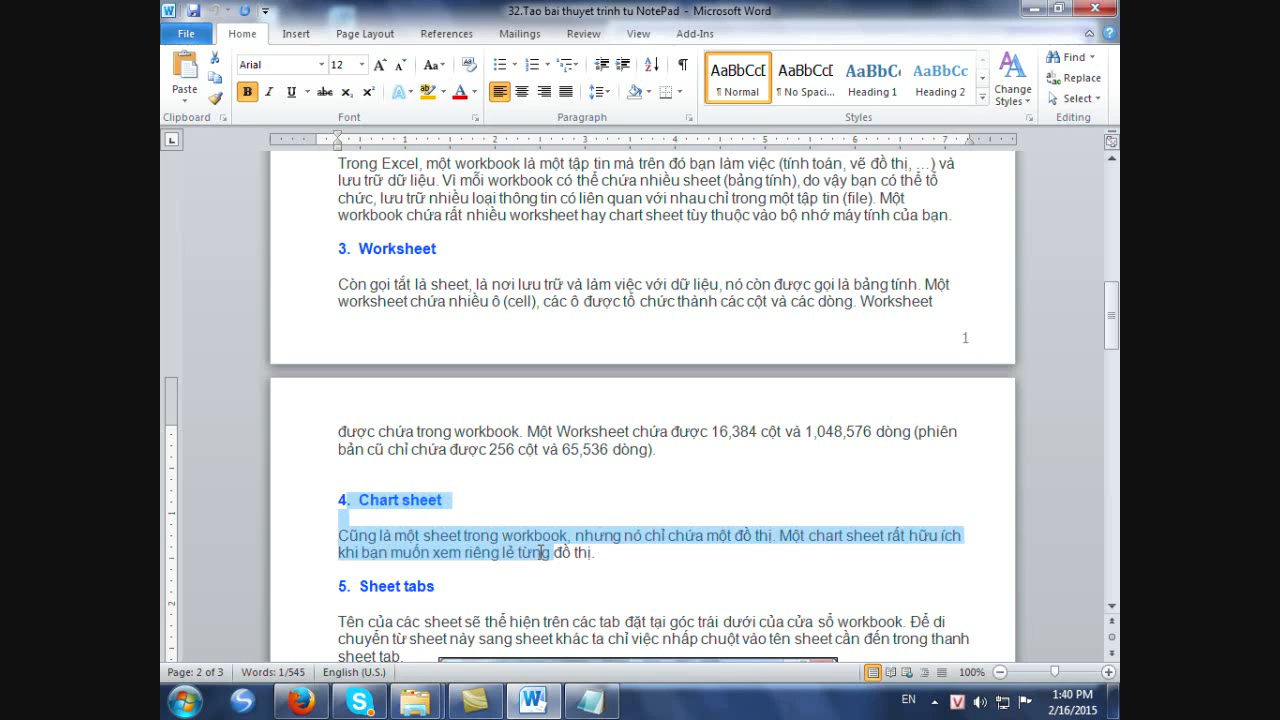 32.Tao bai thuyet trinh tu NotePad - Microsoft Word
File Home Insert Page Layout References Mailings Review View Add-Ins
Arial 12
Paste
Clipboard Font Paragraph Styles Editing
AaBbCcI AaBbCcI AaBbC AaBbCc
¶ Normal ¶ No Spaci... Heading 1 Heading 2
Change Styles
Find
Replace
Select
1 2 3 4 5 6 7
Trong Excel, một workbook là một tập tin mà trên đó bạn làm việc (tính toán, vẽ đồ thị, …) và
lưu trữ dữ liệu. Vì mỗi workbook có thể chứa nhiều sheet (bảng tính), do vậy bạn có thể tổ
chức, lưu trữ nhiều loại thông tin có liên quan với nhau chỉ trong một tập tin (file). Một
workbook chứa rất nhiều worksheet hay chart sheet tùy thuộc vào bộ nhớ máy tính của bạn.
3. Worksheet
Còn gọi tắt là sheet, là nơi lưu trữ và làm việc với dữ liệu, nó còn được gọi là bảng tính. Một
worksheet chứa nhiều ô (cell), các ô được tổ chức thành các cột và các dòng. Worksheet
1
được chứa trong workbook. Một Worksheet chứa được 16,384 cột và 1,048,576 dòng (phiên
bản cũ chỉ chứa được 256 cột và 65,536 dòng).
4. Chart sheet
Cũng là một sheet trong workbook, nhưng nó chỉ chứa một đồ thị. Một chart sheet rất hữu ích
khi bạn muốn xem riêng lẻ từng đồ thị.
5. Sheet tabs
Tên của các sheet sẽ thể hiện trên các tab đặt tại góc trái dưới của cửa sổ workbook. Để di
chuyển từ sheet này sang sheet khác ta chỉ việc nhấp chuột vào tên sheet cần đến trong thanh
sheet tab.
Page: 2 of 3 Words: 1/545 English (U.S.) 100%
EN
1:40 PM
2/16/2015